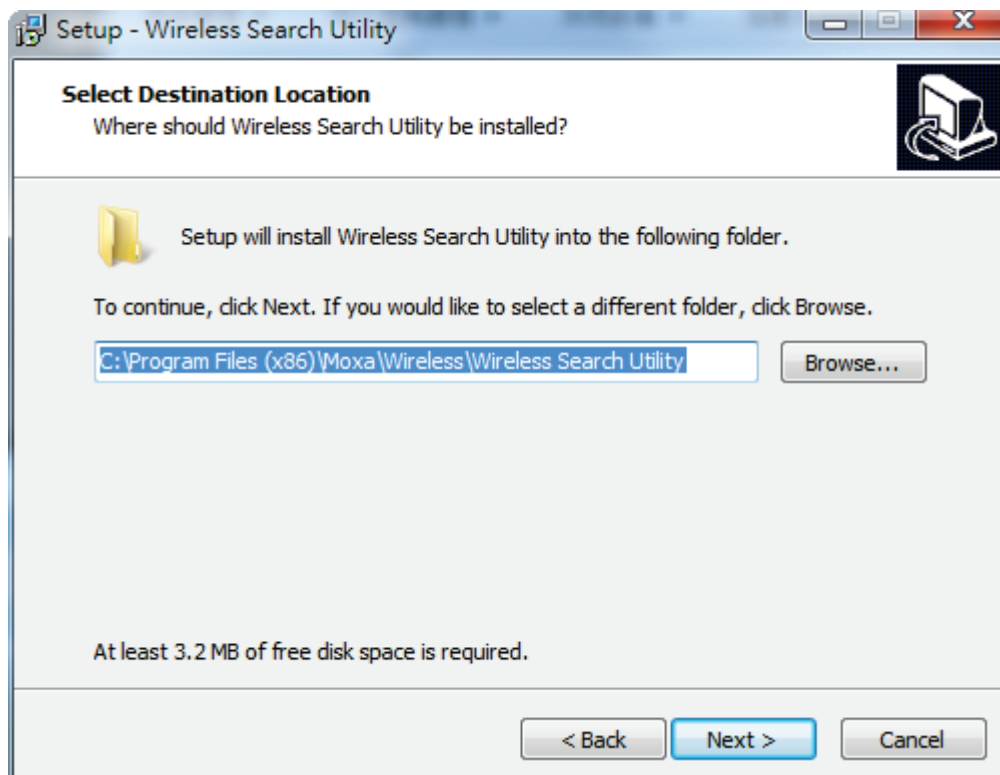 Setup - Wireless Search Utility
Select Destination Location
Where should Wireless Search Utility be installed?
Setup will install Wireless Search Utility into the following folder.
To continue, click Next. If you would like to select a different folder, click Browse.
C:\Program Files (x86)\Moxa\Wireless\Wireless Search Utility
Browse...
At least 3.2 MB of free disk space is required.
< Back
Next >
Cancel